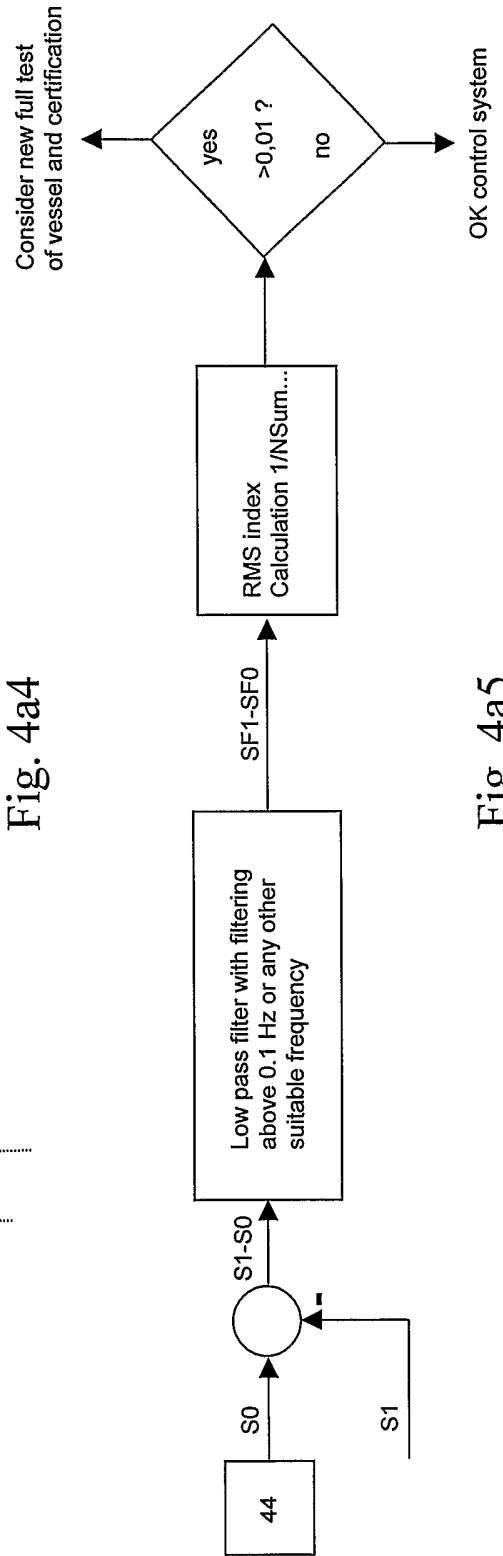 Fig. 4a4
44
S0
S1
-
S1-S0
Low pass filter with filtering
above 0.1 Hz or any other
suitable frequency
SF1-SF0
RMS index
Calculation 1/NSum...
yes
>0,01 ?
no
Consider new full test
of vessel and certification
OK control system
Fig. 4a5